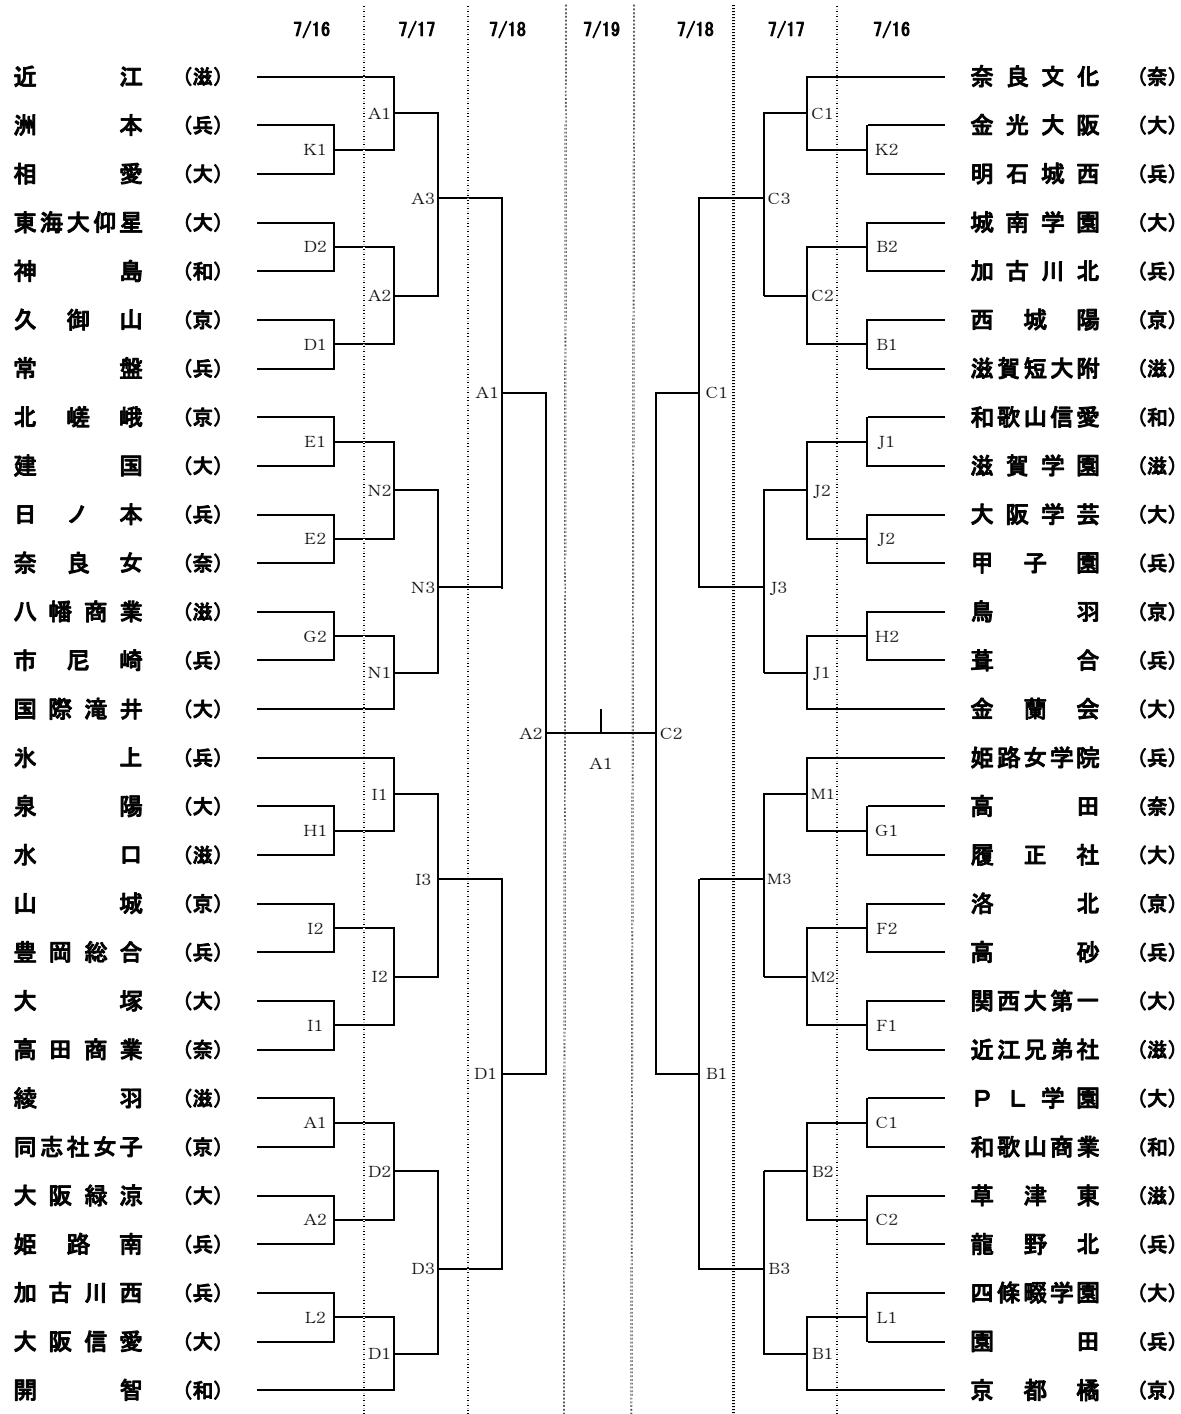 7/16 7/17 7/18 7/19 7/18 7/17 7/16
近江 (滋) 奈良文化 (奈)
A1 C1
洲本 (兵) 金光大阪 (大)
K1 K2
相愛 (大) 明石城西 (兵)
A3 C3
東海大仰星 (大) 城南学園 (大)
D2 B2
神島 (和) 加古川北 (兵)
A2 C2
久御山 (京) 西城陽 (京)
D1 B1
常盤 (兵) 滋賀短大附 (滋)
A1 C1
北嵯峨 (京) 和歌山信愛 (和)
E1 J1
建国 (大) 滋賀学園 (滋)
N2 J2
日ノ本 (兵) 大阪学芸 (大)
E2 J2
奈良女 (奈) 甲子園 (兵)
N3 J3
八幡商業 (滋) 鳥羽 (京)
G2 H2
市尼崎 (兵) 葺合 (兵)
N1 J1
国際滝井 (大) 金蘭会 (大)
A2 C2
氷上 (兵) 姫路女学院 (兵)
A1
I1 M1
泉陽 (大) 高田 (奈)
H1 G1
水口 (滋) 履正社 (大)
I3 M3
山城 (京) 洛北 (京)
I2 F2
豊岡総合 (兵) 高砂 (兵)
I2 M2
大塚 (大) 関西大第一 (大)
I1 F1
高田商業 (奈) 近江兄弟社 (滋)
D1 B1
綾羽 (滋) PL学園 (大)
A1 C1
同志社女子 (京) 和歌山商業 (和)
D2 B2
大阪緑涼 (大) 草津東 (滋)
A2 C2
姫路南 (兵) 龍野北 (兵)
D3 B3
加古川西 (兵) 四條畷学園 (大)
L2 L1
大阪信愛 (大) 園田 (兵)
D1 B1
開智 (和) 京都橘 (京)